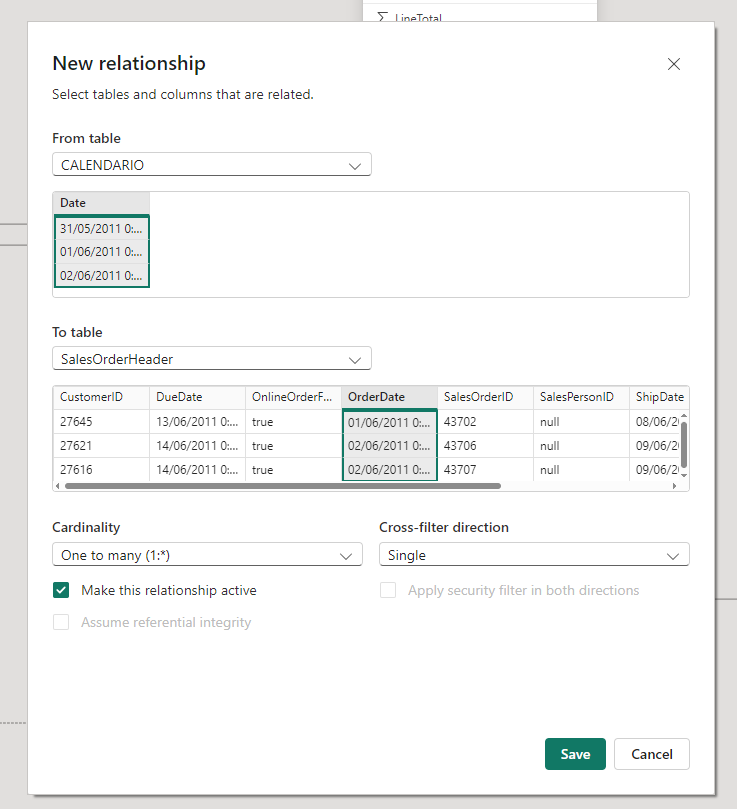 LineTotal
New relationship
Select tables and columns that are related.
From table
CALENDARIO
Date
31/05/2011 0:...
01/06/2011 0:...
02/06/2011 0:...
To table
SalesOrderHeader
CustomerID DueDate OnlineOrderF... OrderDate SalesOrderID SalesPersonID ShipDate
27645 13/06/2011 0:... true 01/06/2011 0:... 43702 null 08/06/2
27621 14/06/2011 0:... true 02/06/2011 0:... 43706 null 09/06/2
27616 14/06/2011 0:... true 02/06/2011 0:... 43707 null 09/06/2
Cardinality Cross-filter direction
One to many (1:*) Single
Make this relationship active Apply security filter in both directions
Assume referential integrity
Save Cancel